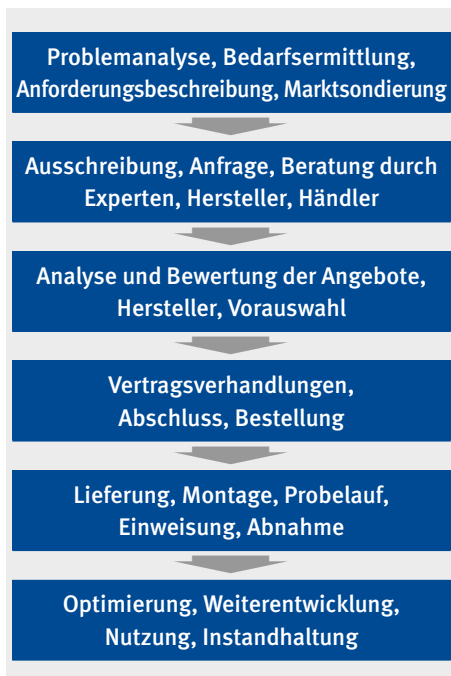 Problemanalyse, Bedarfsermittlung,
Anforderungsbeschreibung, Marktsondierung
Ausschreibung, Anfrage, Beratung durch
Experten, Hersteller, Händler
Analyse und Bewertung der Angebote,
Hersteller, Vorauswahl
Vertragsverhandlungen,
Abschluss, Bestellung
Lieferung, Montage, Probelauf,
Einweisung, Abnahme
Optimierung, Weiterentwicklung,
Nutzung, Instandhaltung